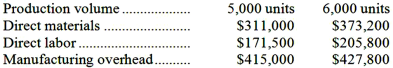 Production volume .................... 5,000 units 6,000 units
Direct materials ......................... $311,000 $373,200
Direct labor ................................ $171,500 $205,800
Manufacturing overhead.......... $415,000 $427,800